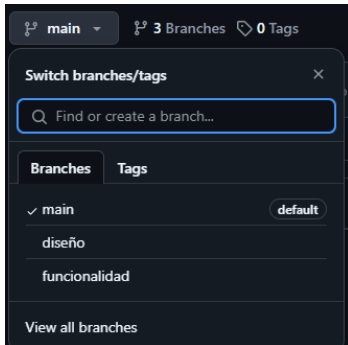 main 3 Branches 0 Tags
Switch branches/tags
Find or create a branch...
Branches Tags
main default
diseño
funcionalidad
View all branches